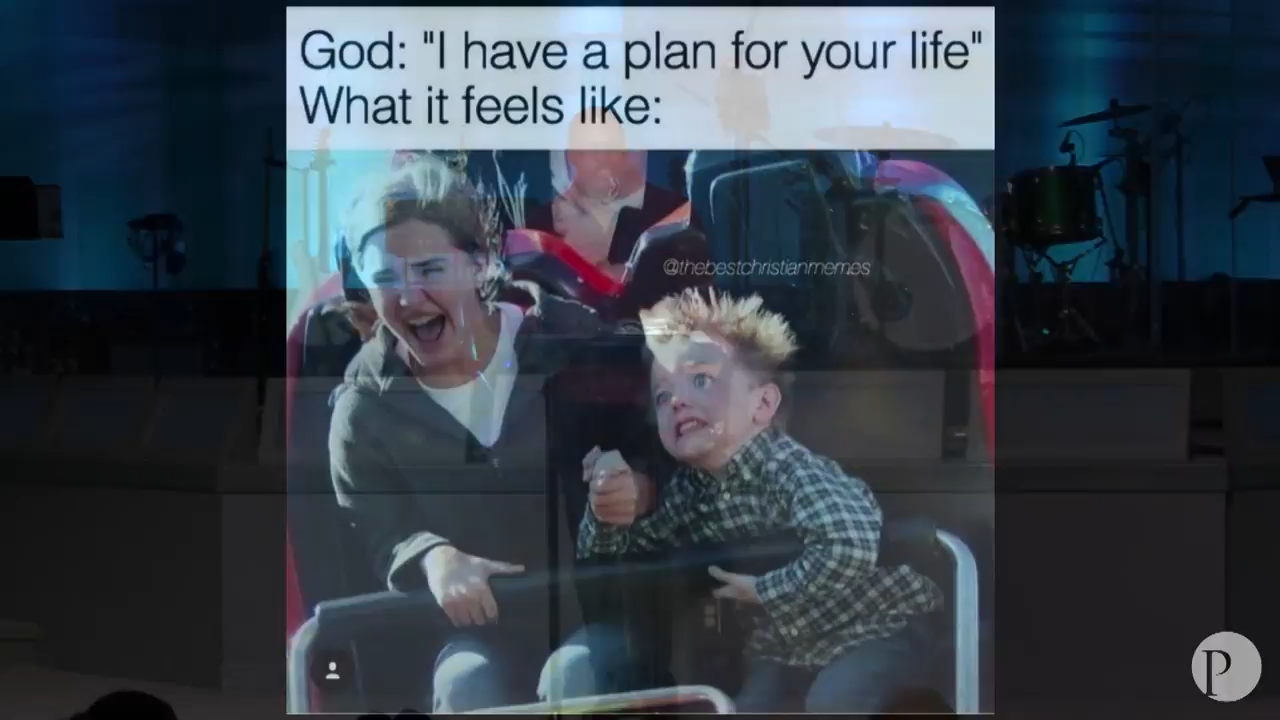 God: "I have a plan for your life"
What it feels like:
@thebestchristianmemes
P